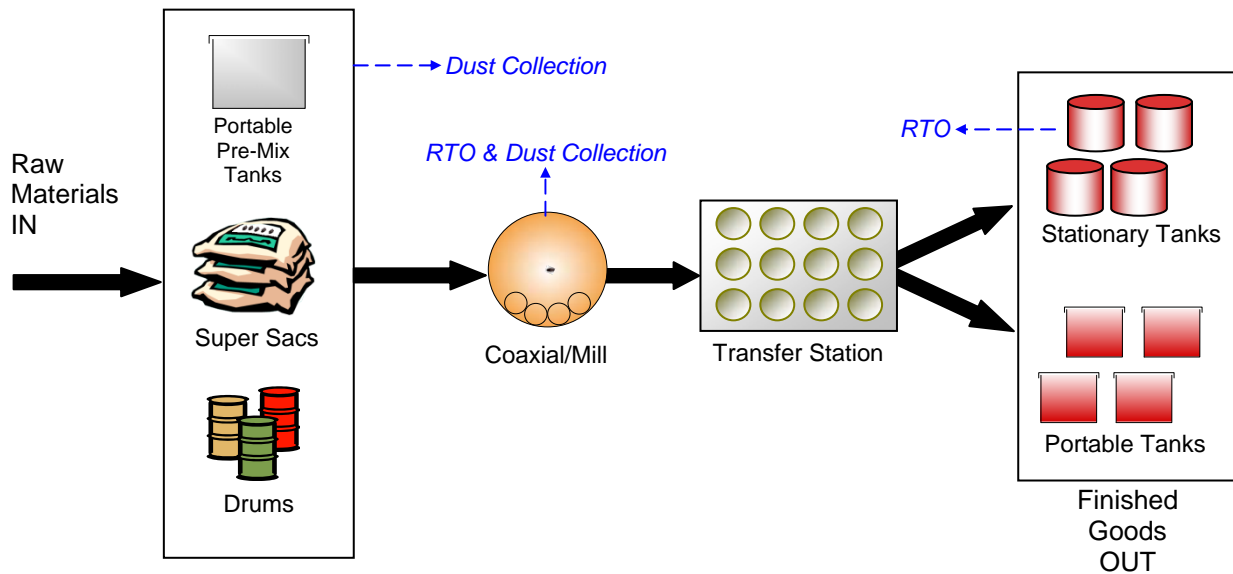 Raw
Materials
IN
Portable
Pre-Mix
Tanks
Super Sacs
Drums
Dust Collection
RTO & Dust Collection
Coaxial/Mill
Transfer Station
RTO
Stationary Tanks
Portable Tanks
Finished
Goods
OUT